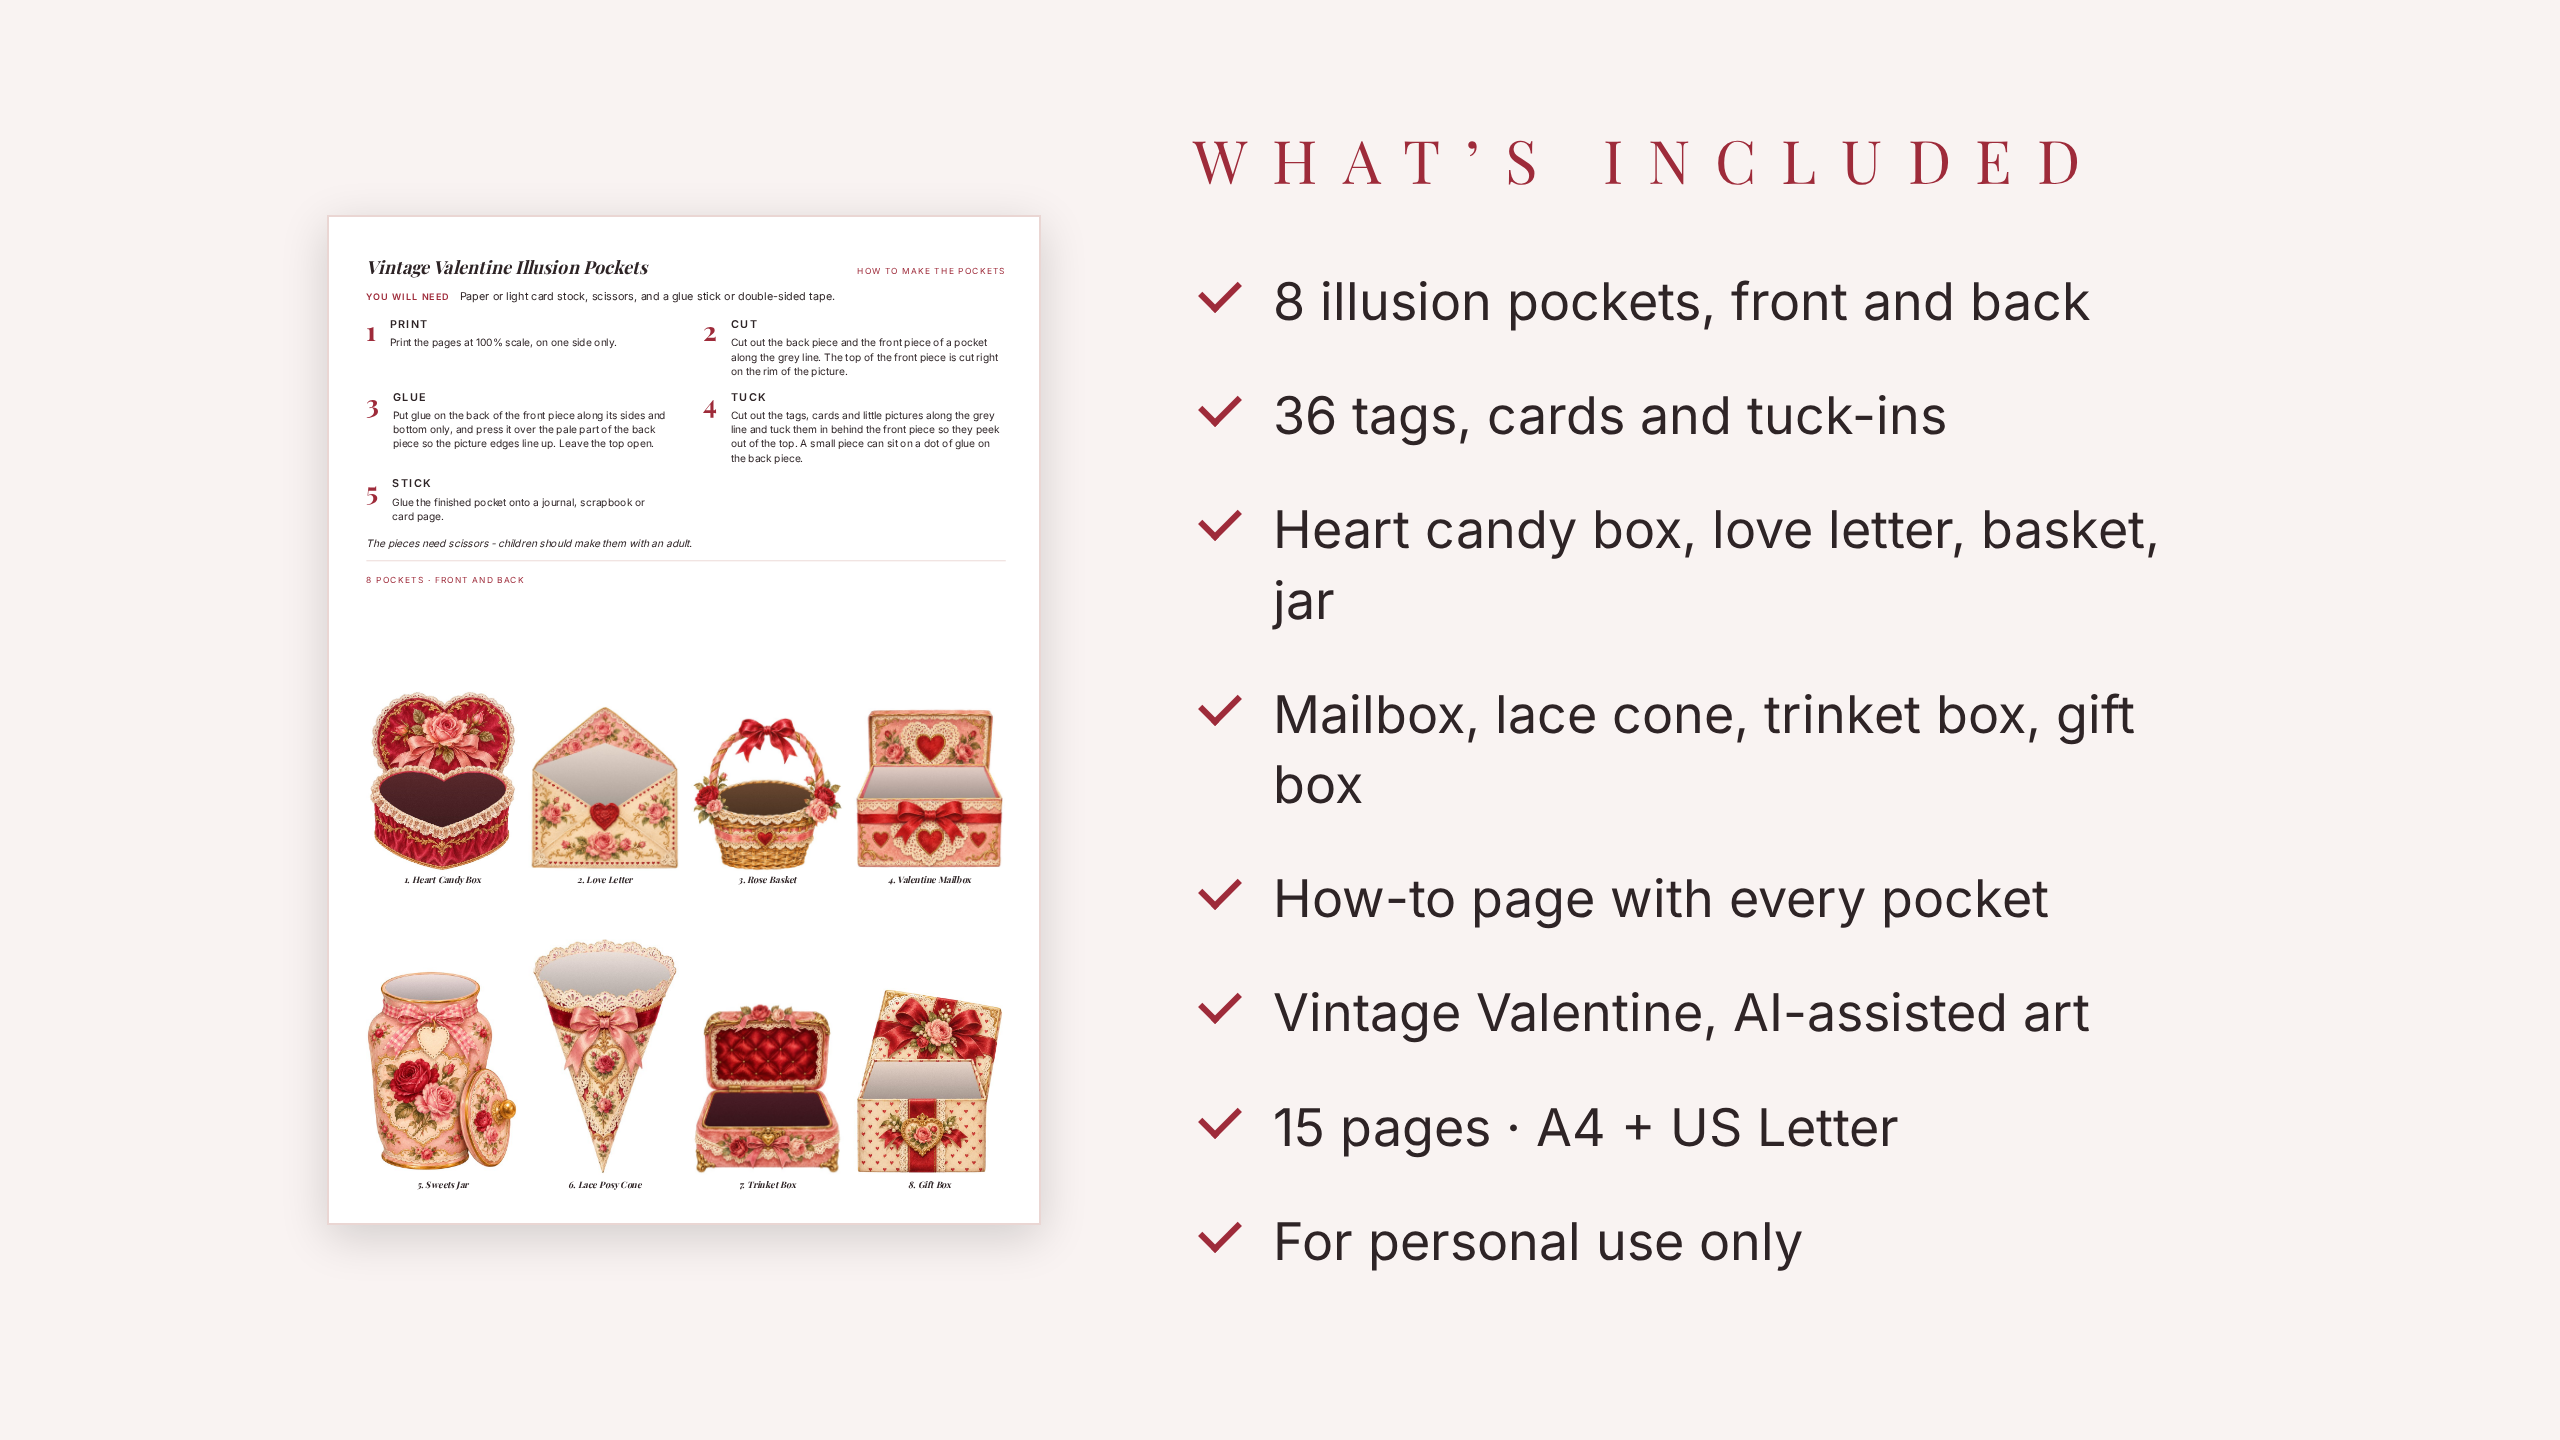 Vintage Valentine Illusion Pockets
HOW TO MAKE THE POCKETS
YOU WILL NEED Paper or light card stock, scissors, and a glue stick or double-sided tape.
1 PRINT
Print the pages at 100% scale, on one side only.
2 CUT
Cut out the back piece and the front piece of a pocket
along the grey line. The top of the front piece is cut right
on the rim of the picture.
3 GLUE
Put glue on the back of the front piece along its sides and
bottom only, and press it over the pale part of the back
piece so the picture edges line up. Leave the top open.
4 TUCK
Cut out the tags, cards and little pictures along the grey
line and tuck them in behind the front piece so they peek
out of the top. A small piece can sit on a dot of glue on
the back piece.
5 STICK
Glue the finished pocket onto a journal, scrapbook or
card page.
The pieces need scissors - children should make them with an adult.
8 POCKETS · FRONT AND BACK
1. Heart Candy Box
2. Love Letter
3. Rose Basket
4. Valentine Mailbox
5. Sweets Jar
6. Lace Posy Cone
7. Trinket Box
8. Gift Box
WHAT’S INCLUDED
8 illusion pockets, front and back
36 tags, cards and tuck-ins
Heart candy box, love letter, basket,
jar
Mailbox, lace cone, trinket box, gift
box
How-to page with every pocket
Vintage Valentine, AI-assisted art
15 pages · A4 + US Letter
For personal use only